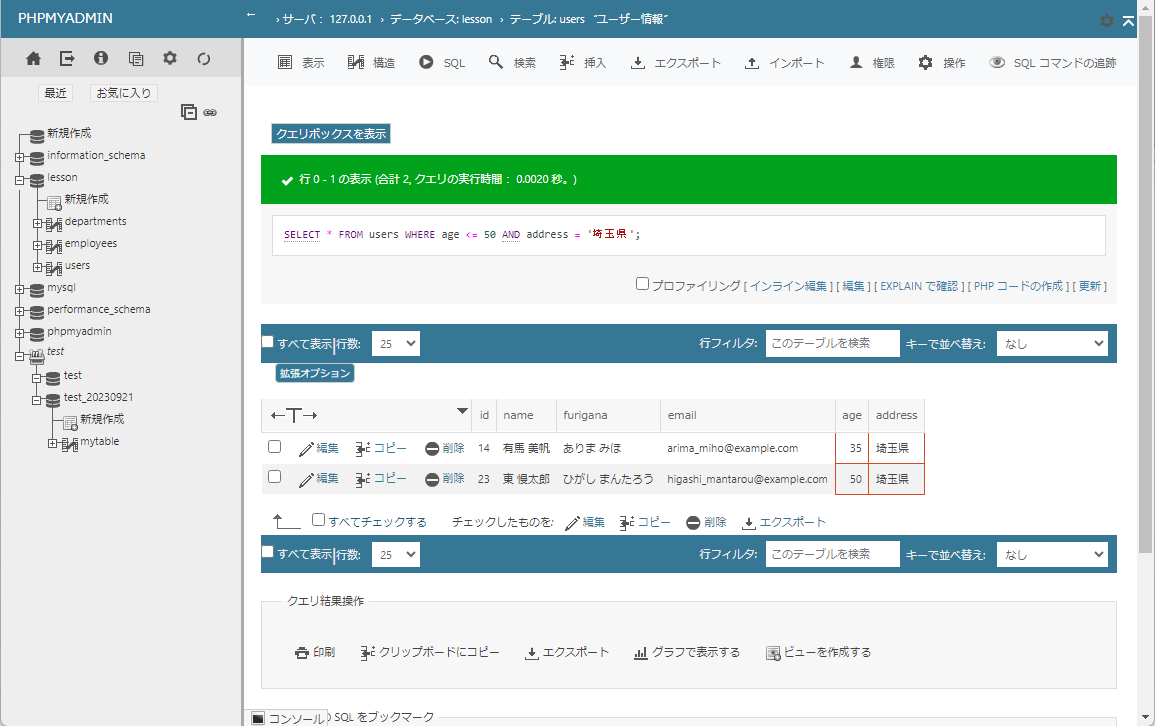 PHPMYADMIN
← › サーバ： 127.0.0.1 › データベース: lesson › テーブル: users “ユーザー情報”
最近 お気に入り
新規作成
information_schema
lesson
新規作成
departments
employees
users
mysql
performance_schema
phpmyadmin
test
test
test_20230921
新規作成
mytable
表示 構造 SQL 検索 挿入 エクスポート インポート 権限 操作 SQL コマンドの追跡
クエリボックスを表示
行 0 - 1 の表示 (合計 2, クエリの実行時間： 0.0020 秒。)
SELECT * FROM users WHERE age <= 50 AND address = '埼玉県';
プロファイリング [ インライン編集 ] [ 編集 ] [ EXPLAIN で確認 ] [ PHP コードの作成 ] [ 更新 ]
すべて表示 | 行数: 25 行フィルタ: このテーブルを検索 キーで並べ替え: なし
拡張オプション
←T→ id name furigana email age address
編集 コピー 削除 14 有馬 美帆 ありま みほ arima_miho@example.com 35 埼玉県
編集 コピー 削除 23 東 慢太郎 ひがし まんたろう higashi_mantarou@example.com 50 埼玉県
すべてチェックする チェックしたものを: 編集 コピー 削除 エクスポート
すべて表示 | 行数: 25 行フィルタ: このテーブルを検索 キーで並べ替え: なし
クエリ結果操作
印刷 クリップボードにコピー エクスポート グラフで表示する ビューを作成する
コンソール SQL をブックマーク